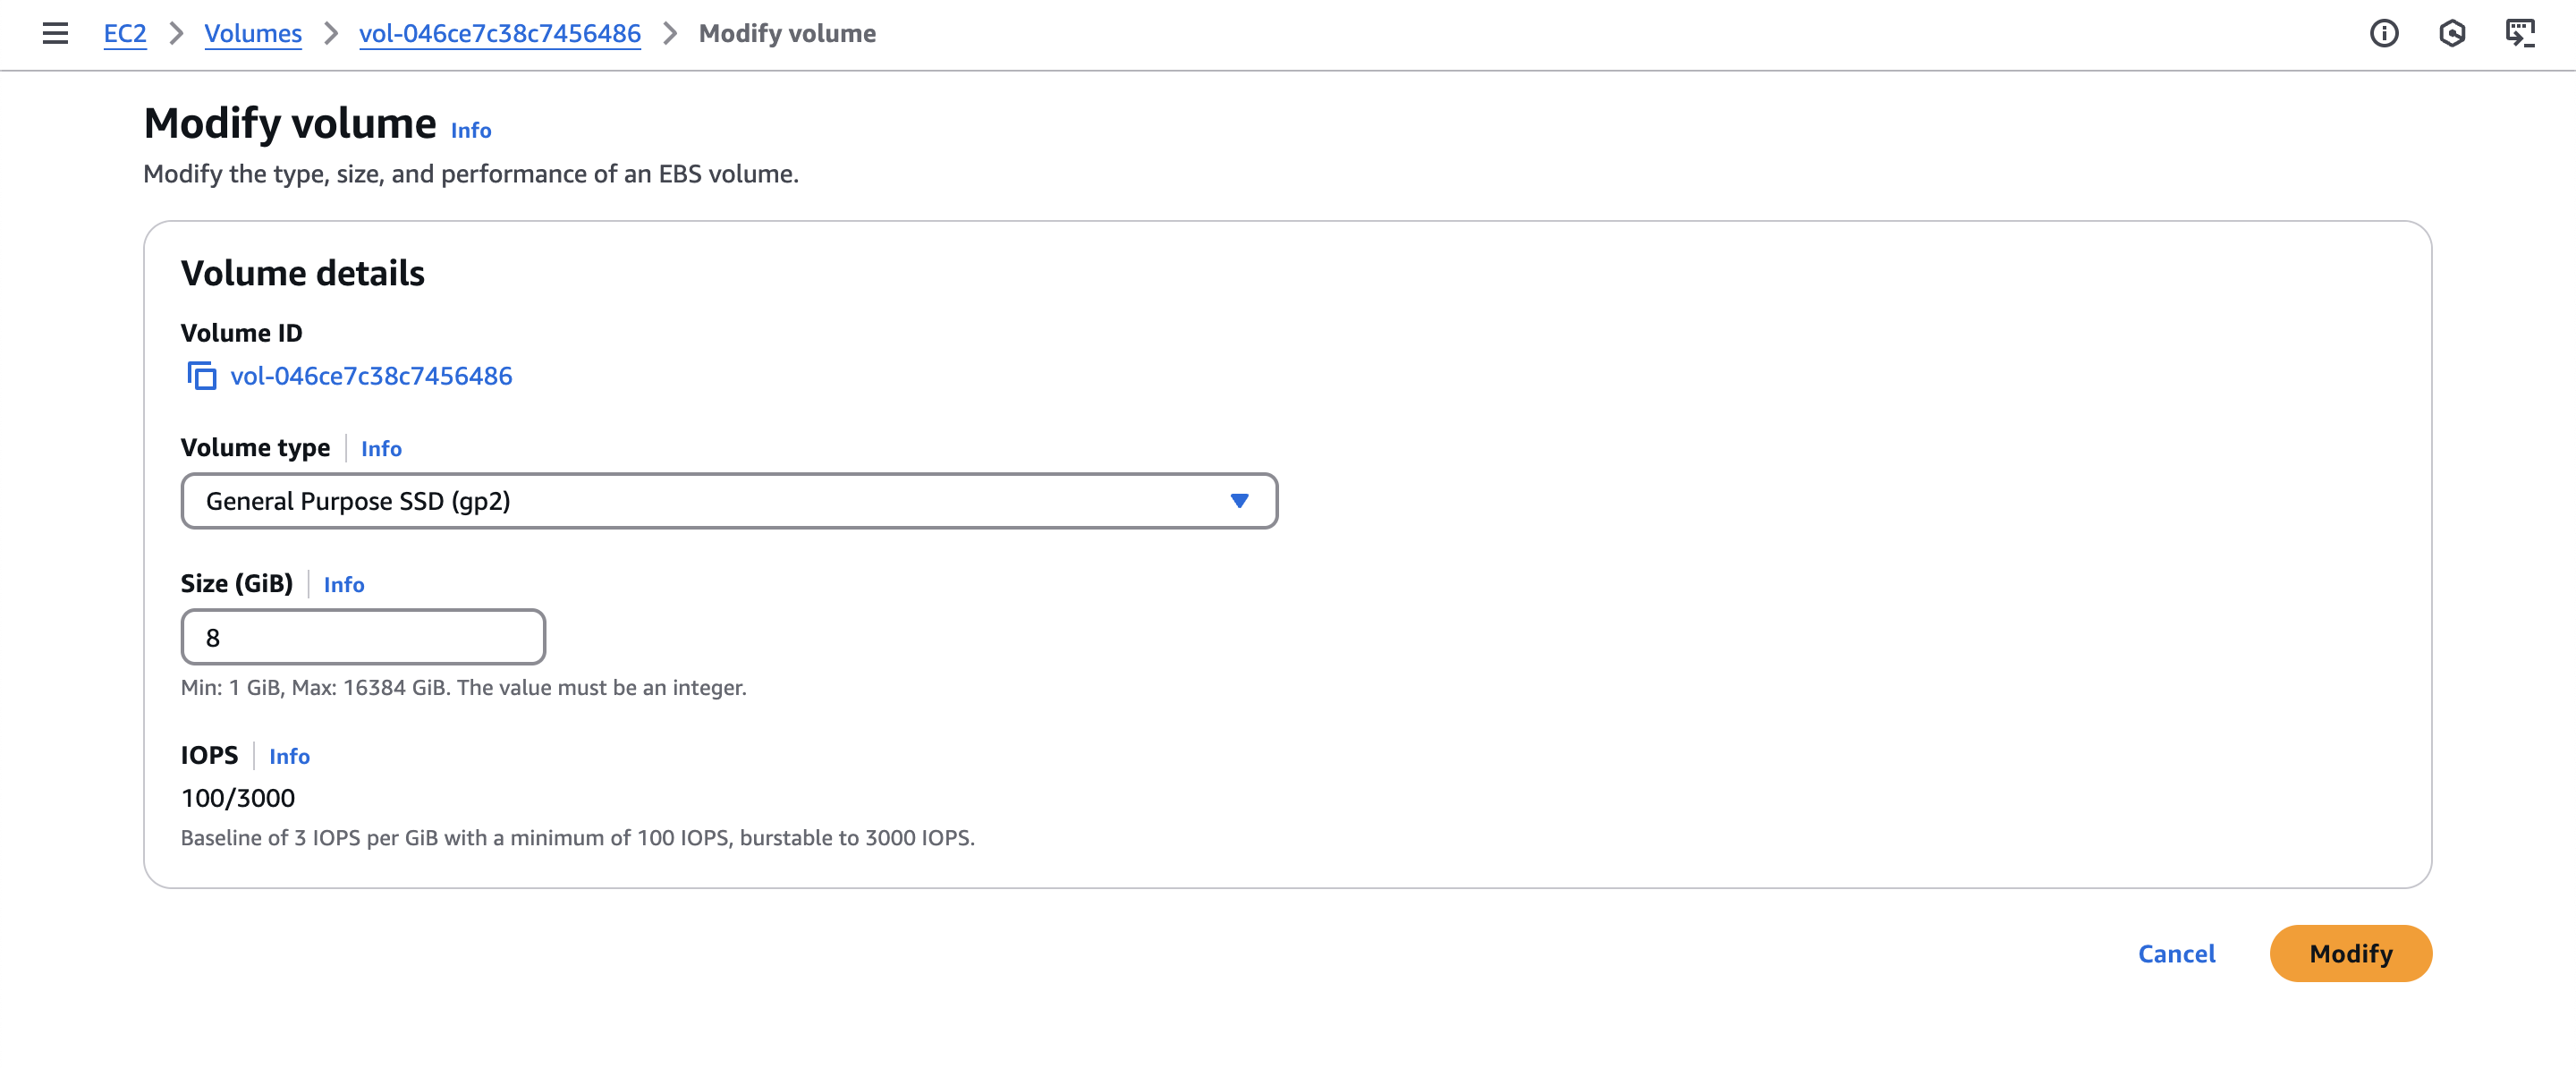 EC2 > Volumes > vol-046ce7c38c7456486 > Modify volume
Modify volume Info
Modify the type, size, and performance of an EBS volume.
Volume details
Volume ID
vol-046ce7c38c7456486
Volume type | Info
General Purpose SSD (gp2)
Size (GiB) | Info
8
Min: 1 GiB, Max: 16384 GiB. The value must be an integer.
IOPS | Info
100/3000
Baseline of 3 IOPS per GiB with a minimum of 100 IOPS, burstable to 3000 IOPS.
Cancel Modify